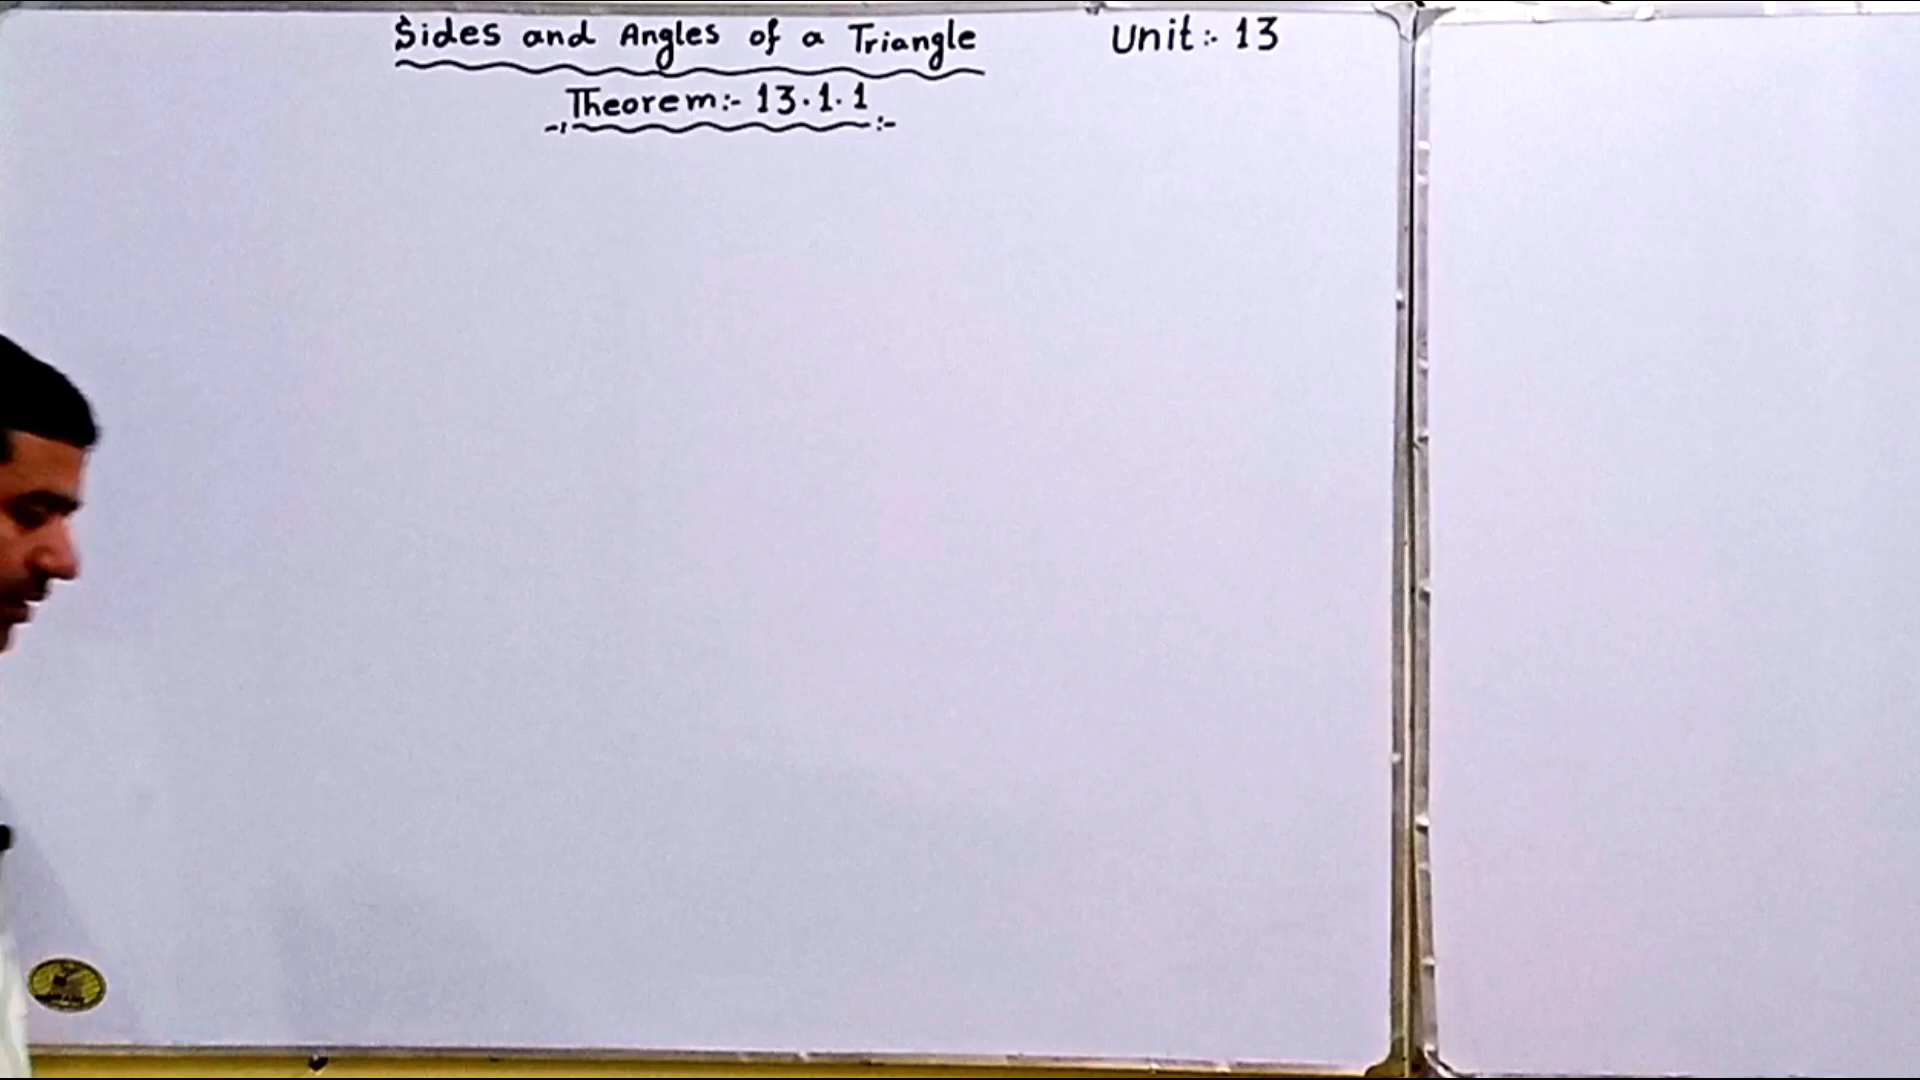 Sides and Angles of a Triangle Unit:- 13
Theorem:- 13.1.1